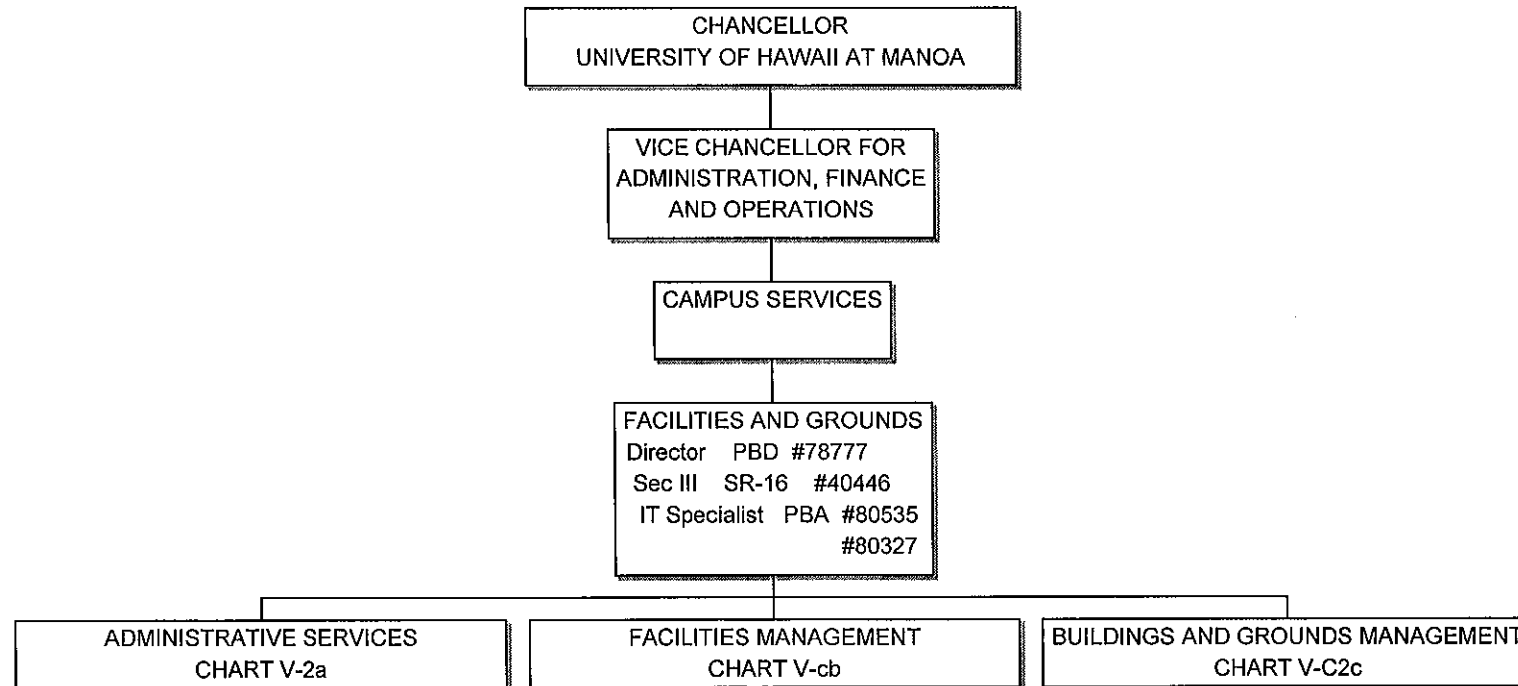 CHANCELLOR
UNIVERSITY OF HAWAII AT MANOA
VICE CHANCELLOR FOR
ADMINISTRATION, FINANCE
AND OPERATIONS
CAMPUS SERVICES
FACILITIES AND GROUNDS
Director PBD #78777
Sec III SR-16 #40446
IT Specialist PBA #80535
#80327
ADMINISTRATIVE SERVICES
CHART V-2a
FACILITIES MANAGEMENT
CHART V-cb
BUILDINGS AND GROUNDS MANAGEMENT
CHART V-C2c